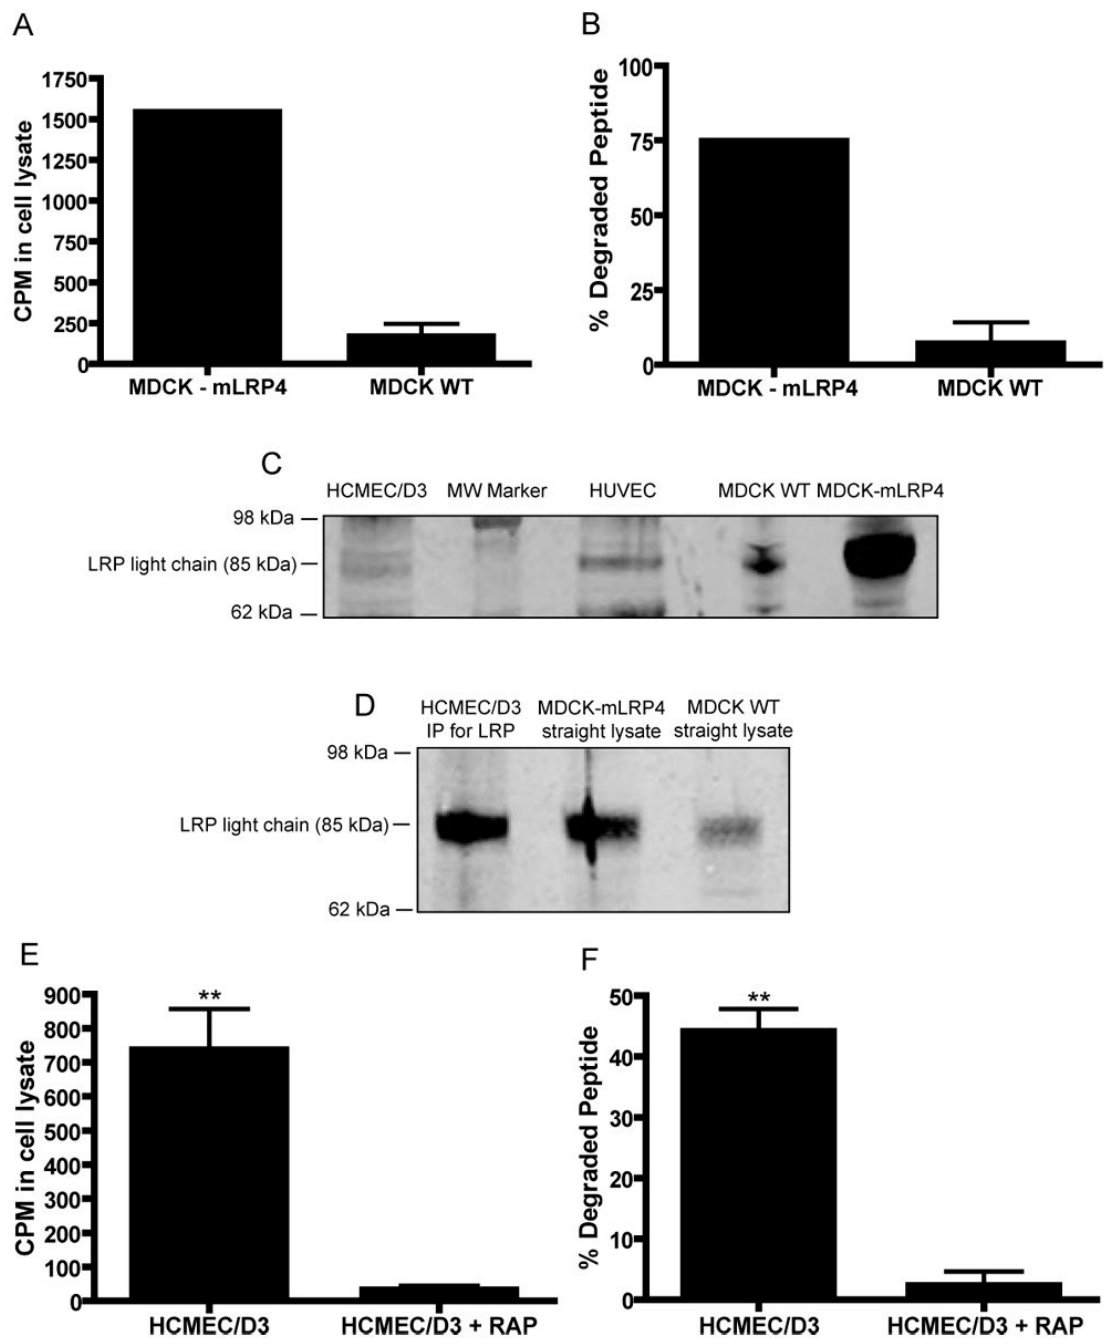 A
CPM in cell lysate
1750
1500
1250
1000
750
500
250
0
MDCK - mLRP4
MDCK WT
B
% Degraded Peptide
100
75
50
25
0
MDCK - mLRP4
MDCK WT
C
HCMEC/D3 MW Marker HUVEC MDCK WT MDCK-mLRP4
98 kDa
LRP light chain (85 kDa)
62 kDa
D
HCMEC/D3
IP for LRP
MDCK-mLRP4
straight lysate
MDCK WT
straight lysate
98 kDa
LRP light chain (85 kDa)
62 kDa
E
CPM in cell lysate
900
800
700
600
500
400
300
200
100
0
**
HCMEC/D3
HCMEC/D3 + RAP
F
% Degraded Peptide
50
40
30
20
10
0
**
HCMEC/D3
HCMEC/D3 + RAP